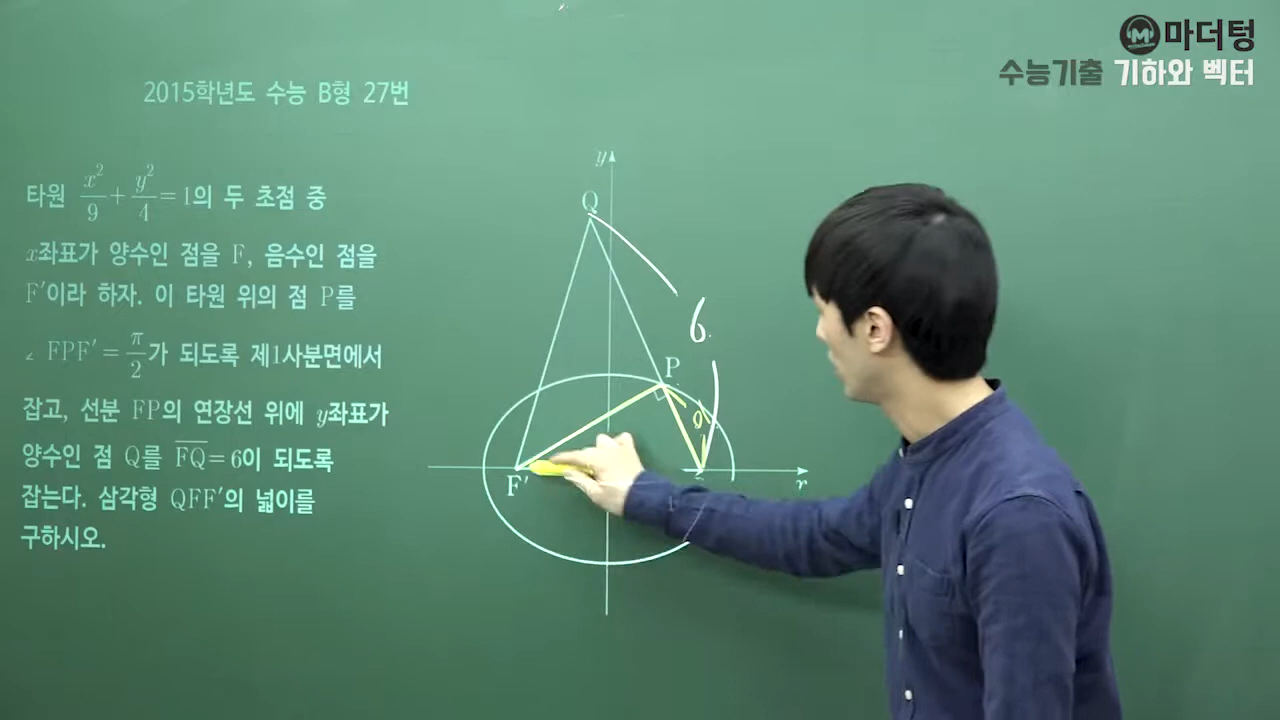 마더텅
수능기출 기하와 벡터
2015학년도 수능 B형 27번
타원 x²/9 + y²/4 = 1의 두 초점 중
x좌표가 양수인 점을 F, 음수인 점을
F′이라 하자. 이 타원 위의 점 P를
∠FPF′ = π/2가 되도록 제1사분면에서
잡고, 선분 FP의 연장선 위에 y좌표가
양수인 점 Q를 FQ = 6이 되도록
잡는다. 삼각형 QFF′의 넓이를
구하시오.
y
Q
6
P
F′
x